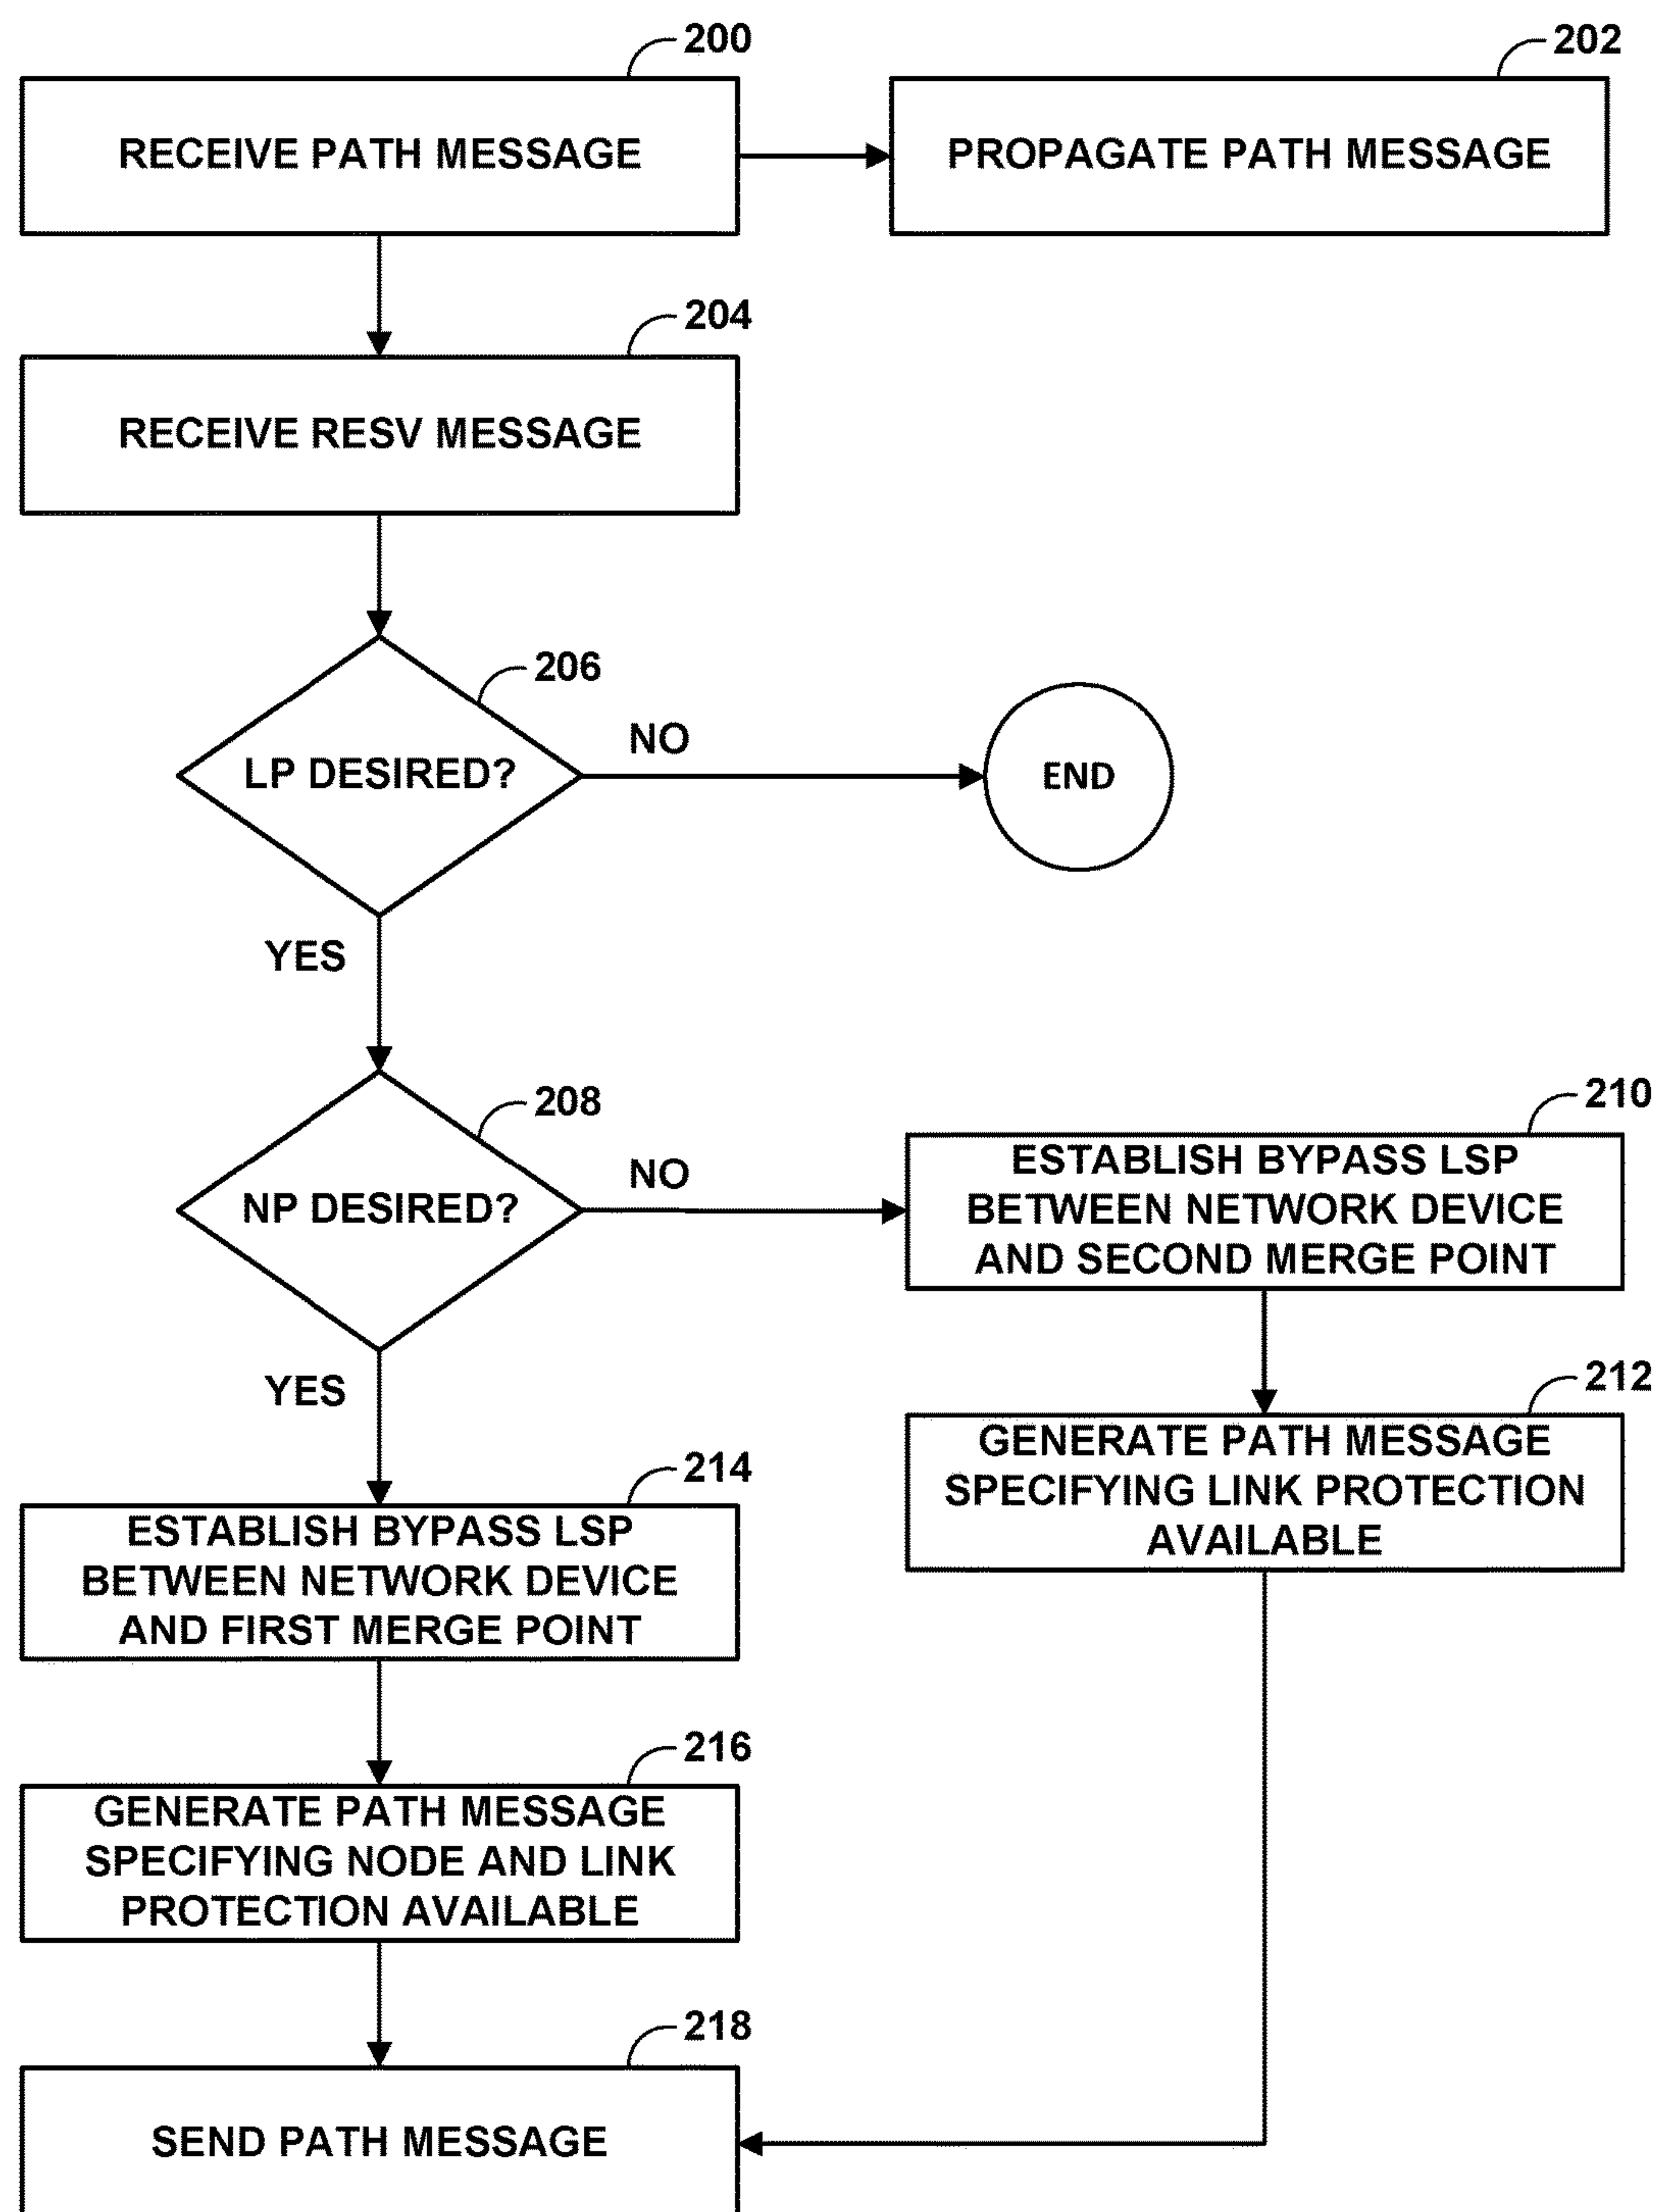 200
202
RECEIVE PATH MESSAGE
PROPAGATE PATH MESSAGE
204
RECEIVE RESV MESSAGE
206
LP DESIRED?
NO
END
YES
208
NP DESIRED?
NO
210
ESTABLISH BYPASS LSP
BETWEEN NETWORK DEVICE
AND SECOND MERGE POINT
YES
212
GENERATE PATH MESSAGE
SPECIFYING LINK PROTECTION
AVAILABLE
214
ESTABLISH BYPASS LSP
BETWEEN NETWORK DEVICE
AND FIRST MERGE POINT
216
GENERATE PATH MESSAGE
SPECIFYING NODE AND LINK
PROTECTION AVAILABLE
218
SEND PATH MESSAGE